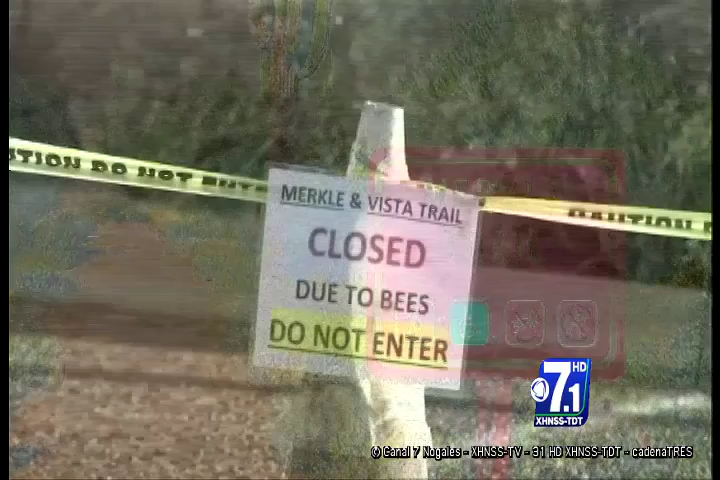 CAUTION DO NOT ENTER
MERKLE & VISTA TRAIL
CLOSED
DUE TO BEES
DO NOT ENTER
CAUTION
7.1 HD
XHNSS-TDT
© Canal 7 Nogales - XHNSS-TV - 31 HD XHNSS-TDT - cadenaTRES